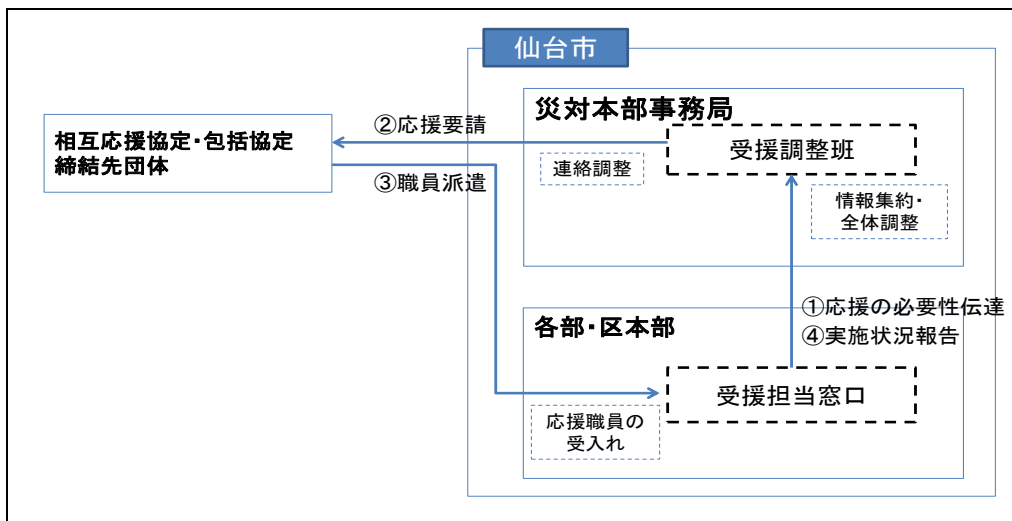 仙台市
災対本部事務局
②応援要請
相互応援協定・包括協定
締結先団体
受援調整班
連絡調整
③職員派遣
情報集約・
全体調整
①応援の必要性伝達
④実施状況報告
各部・区本部
受援担当窓口
応援職員の
受入れ